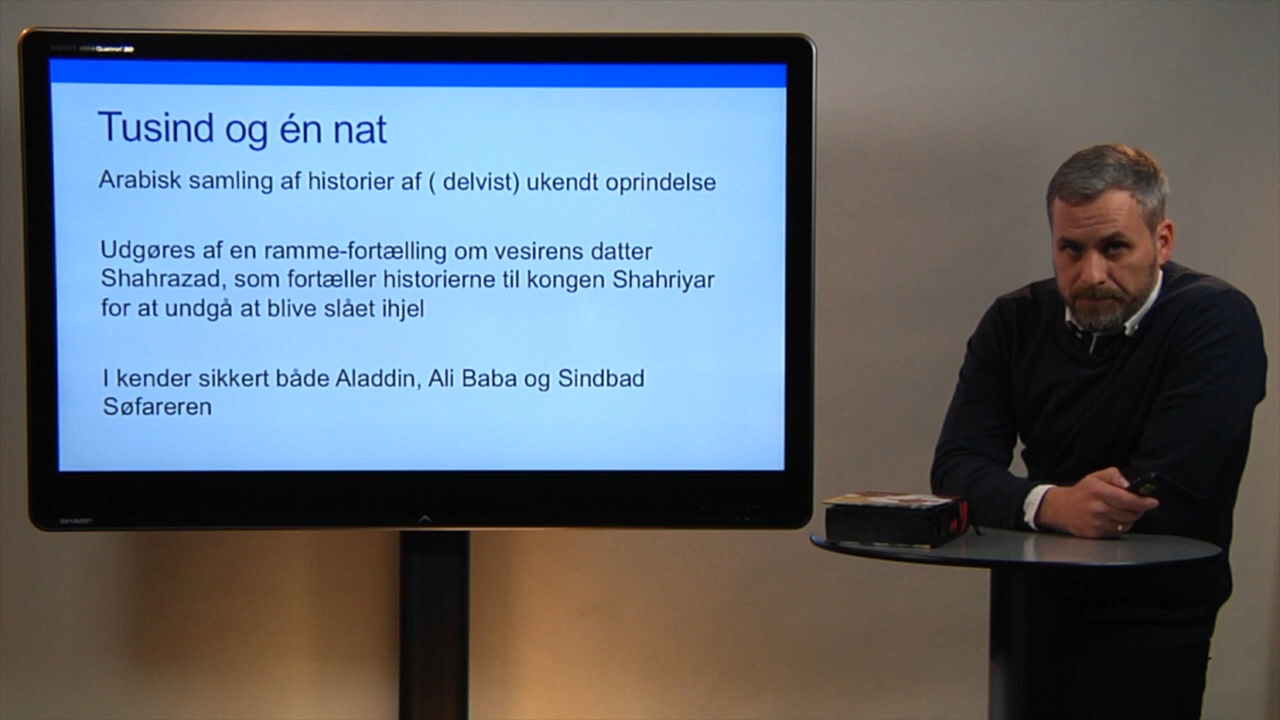 Tusind og én nat
Arabisk samling af historier af ( delvist) ukendt oprindelse
Udgøres af en ramme-fortælling om vesirens datter
Shahrazad, som fortæller historierne til kongen Shahriyar
for at undgå at blive slået ihjel
I kender sikkert både Aladdin, Ali Baba og Sindbad
Søfareren
SHARP